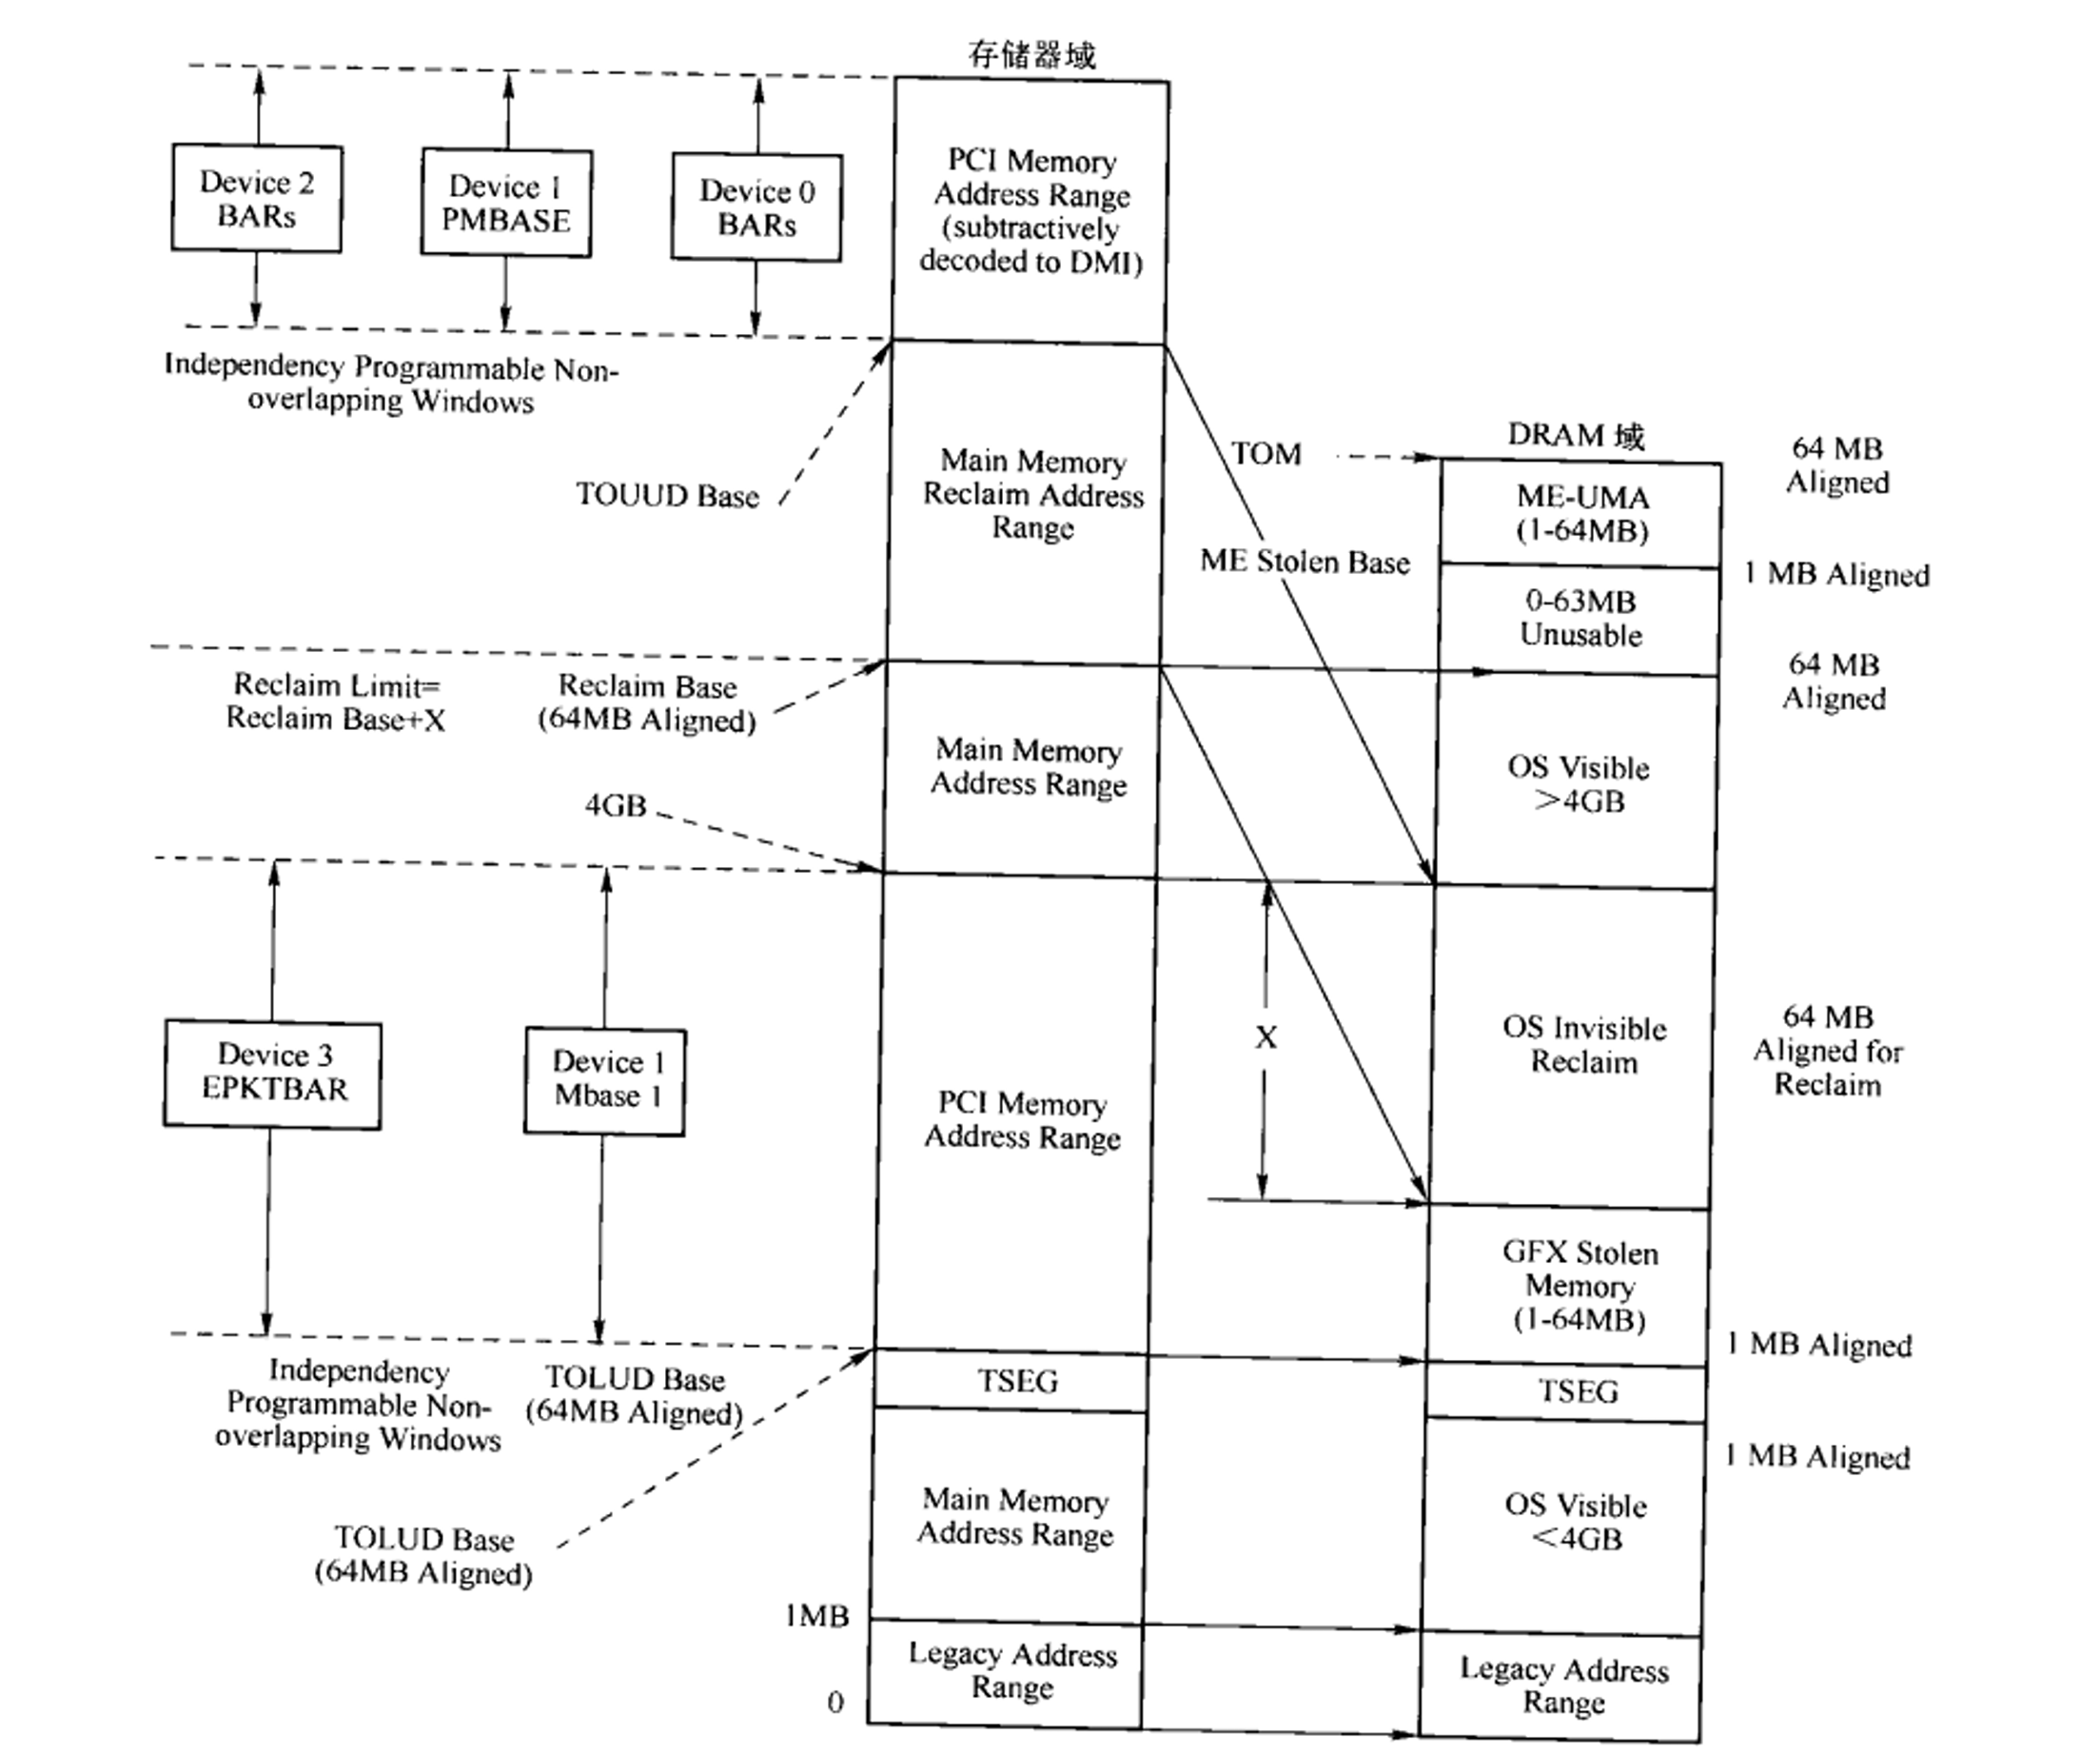 存储器域
PCI Memory
Address Range
(subtractively
decoded to DMI)
Device 2
BARs
Device 1
PMBASE
Device 0
BARs
Independency Programmable Non-
overlapping Windows
TOUUD Base
Main Memory
Reclaim Address
Range
TOM
DRAM 域
64 MB
Aligned
ME-UMA
(1-64MB)
ME Stolen Base
1 MB Aligned
0-63MB
Unusable
Reclaim Limit=
Reclaim Base+X
Reclaim Base
(64MB Aligned)
64 MB
Aligned
Main Memory
Address Range
OS Visible
>4GB
4GB
Device 3
EPKTBAR
Device 1
Mbase 1
PCI Memory
Address Range
X
OS Invisible
Reclaim
64 MB
Aligned for
Reclaim
GFX Stolen
Memory
(1-64MB)
1 MB Aligned
Independency
Programmable Non-
overlapping Windows
TOLUD Base
(64MB Aligned)
TSEG
TSEG
1 MB Aligned
Main Memory
Address Range
OS Visible
<4GB
TOLUD Base
(64MB Aligned)
1MB
Legacy Address
Range
Legacy Address
Range
0